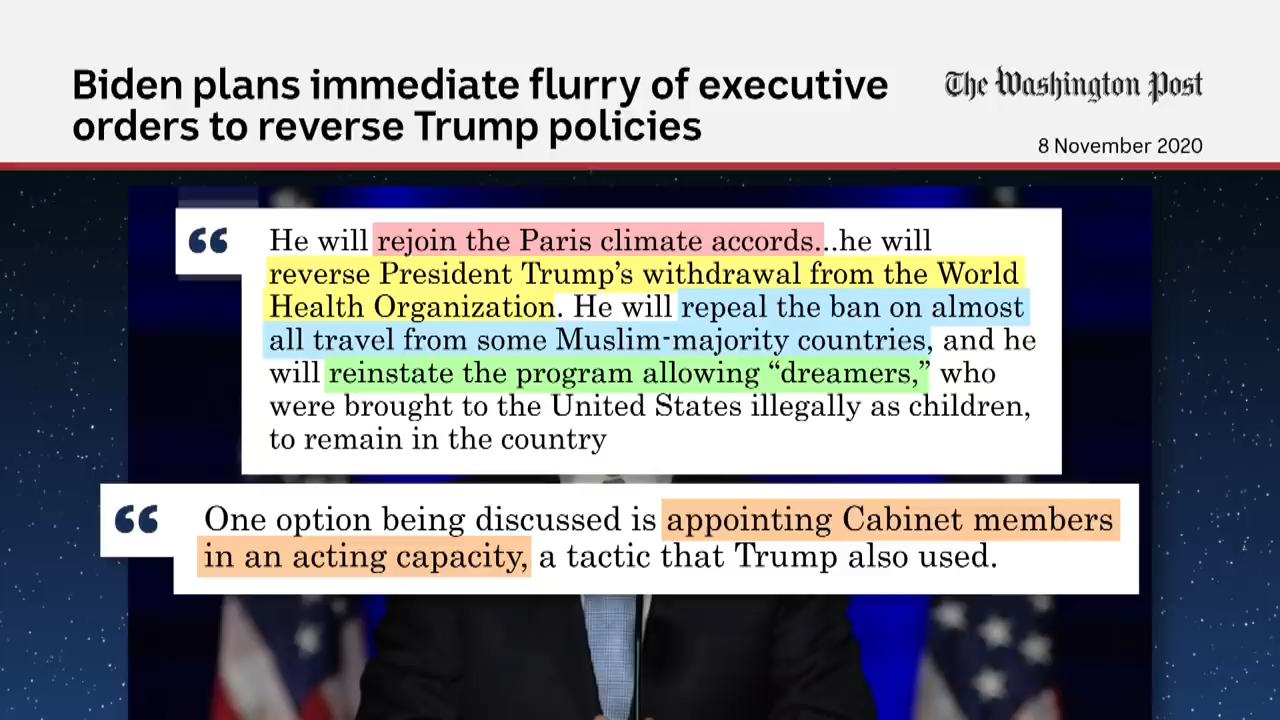 Biden plans immediate flurry of executive
orders to reverse Trump policies
The Washington Post
8 November 2020
“
He will rejoin the Paris climate accords...he will
reverse President Trump’s withdrawal from the World
Health Organization. He will repeal the ban on almost
all travel from some Muslim-majority countries, and he
will reinstate the program allowing “dreamers,” who
were brought to the United States illegally as children,
to remain in the country
“
One option being discussed is appointing Cabinet members
in an acting capacity, a tactic that Trump also used.